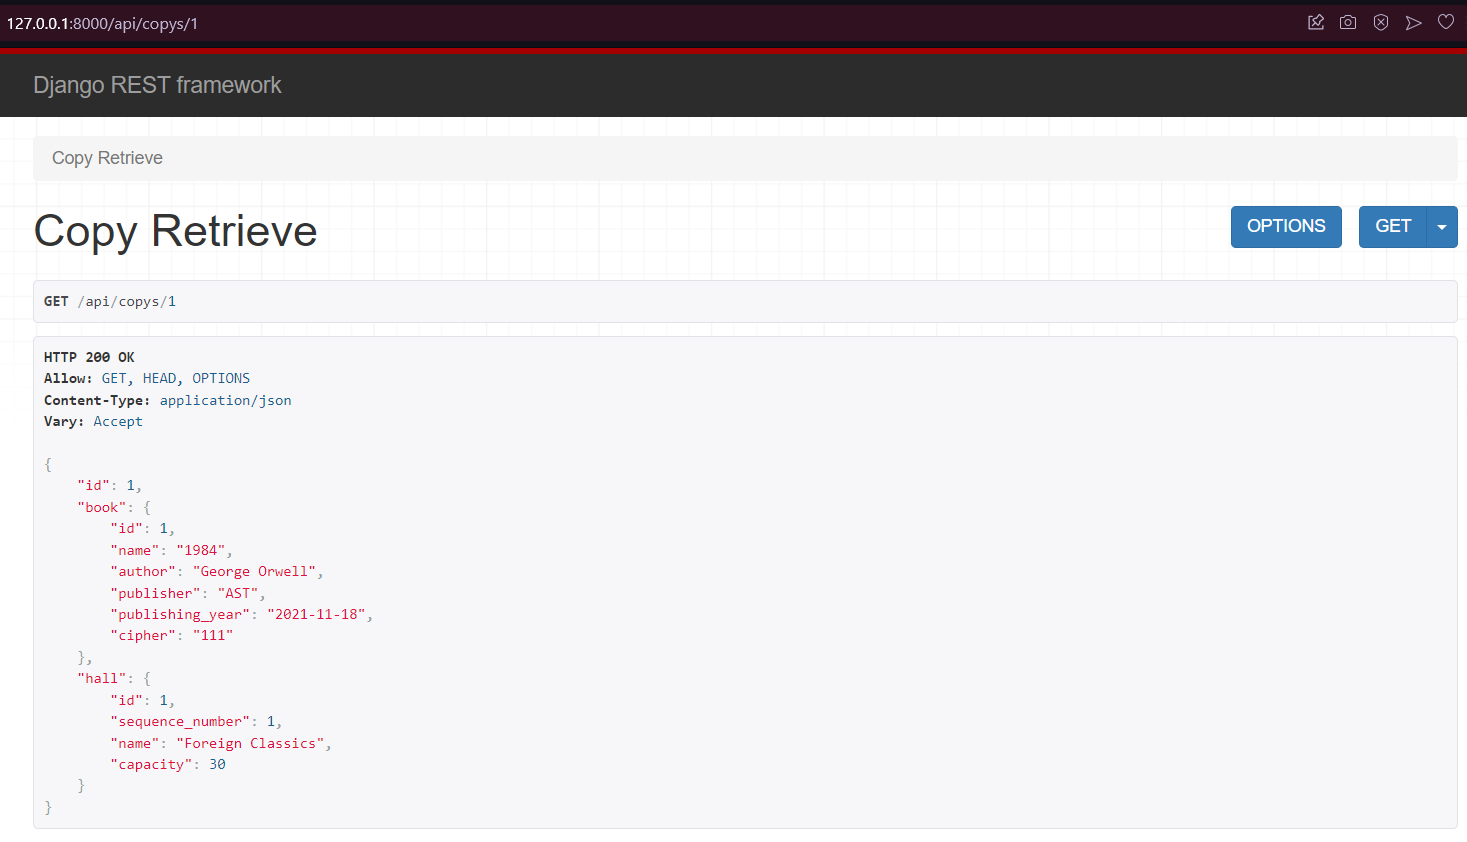 127.0.0.1:8000/api/copys/1
Django REST framework
Copy Retrieve
Copy Retrieve
OPTIONS
GET
GET /api/copys/1
HTTP 200 OK
Allow: GET, HEAD, OPTIONS
Content-Type: application/json
Vary: Accept
{
    "id": 1,
    "book": {
        "id": 1,
        "name": "1984",
        "author": "George Orwell",
        "publisher": "AST",
        "publishing_year": "2021-11-18",
        "cipher": "111"
    },
    "hall": {
        "id": 1,
        "sequence_number": 1,
        "name": "Foreign Classics",
        "capacity": 30
    }
}